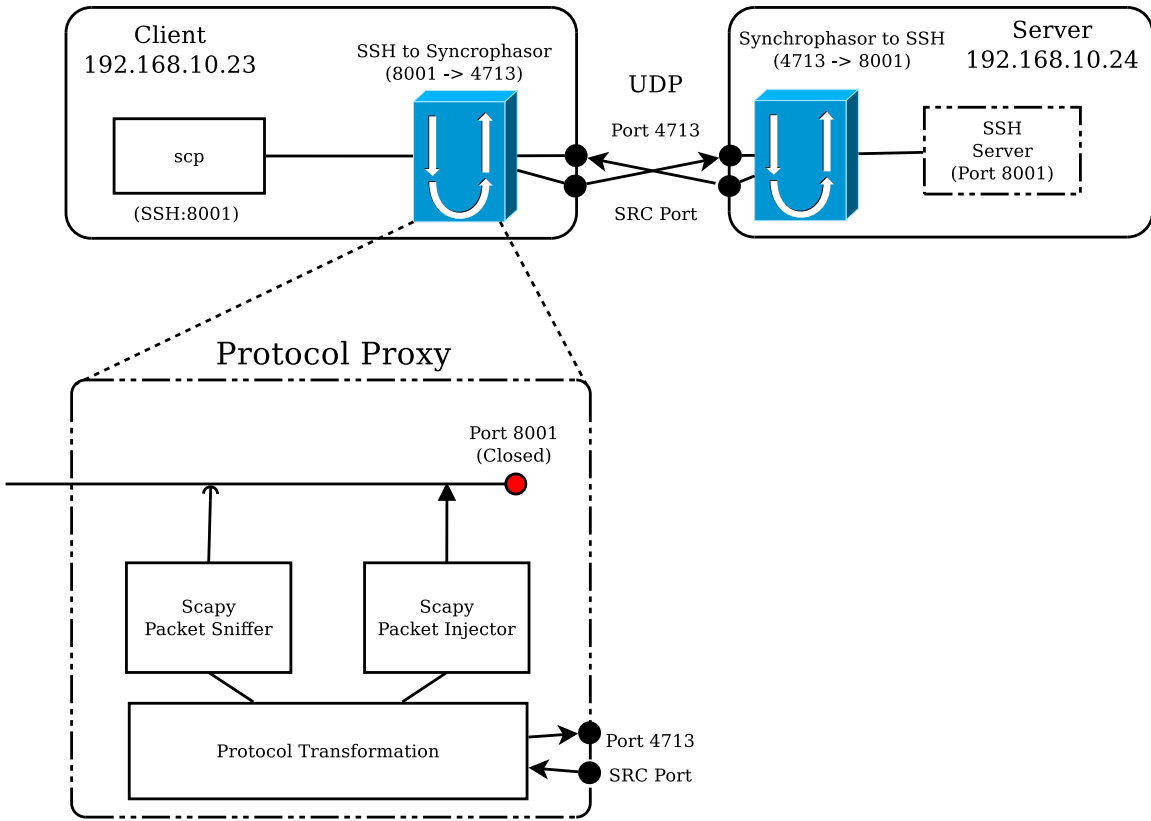 Client
192.168.10.23
SSH to Syncrophasor
(8001 -> 4713)
scp
(SSH:8001)
UDP
Port 4713
SRC Port
Synchrophasor to SSH
(4713 -> 8001)
Server
192.168.10.24
SSH
Server
(Port 8001)
Protocol Proxy
Port 8001
(Closed)
Scapy
Packet Sniffer
Scapy
Packet Injector
Protocol Transformation
Port 4713
SRC Port